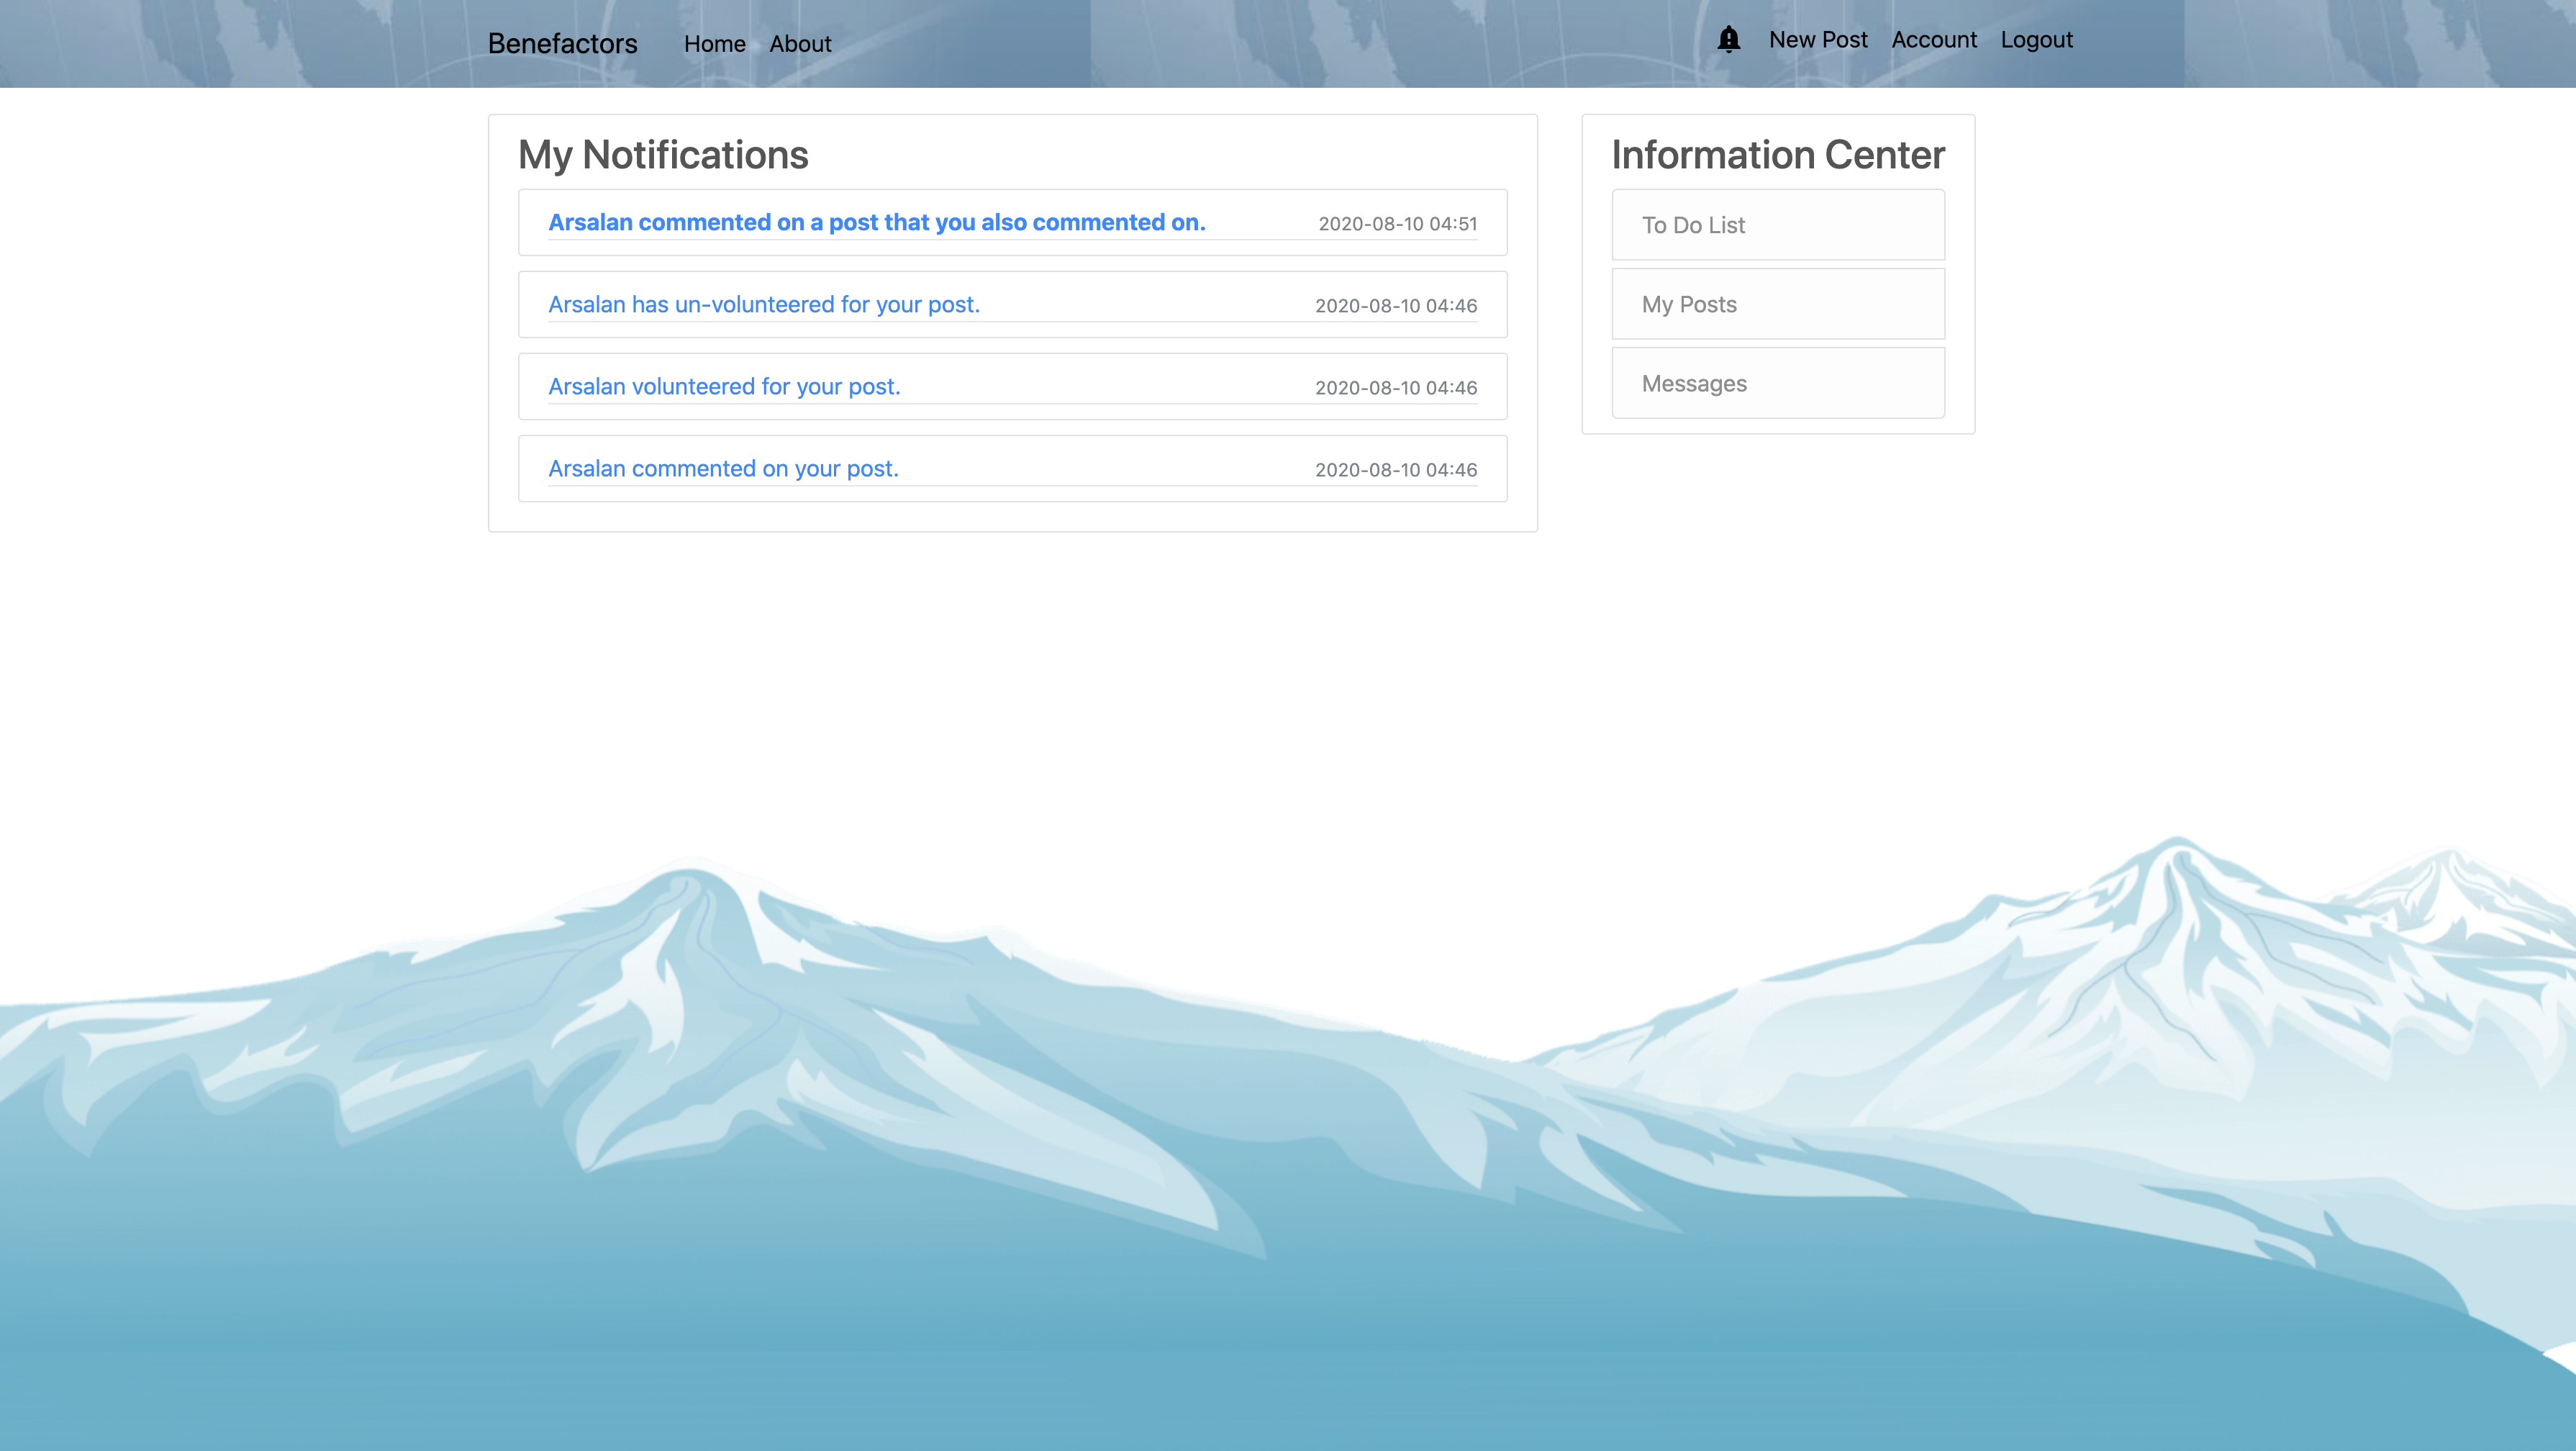 Benefactors Home About New Post Account Logout
My Notifications
Arsalan commented on a post that you also commented on. 2020-08-10 04:51
Arsalan has un-volunteered for your post. 2020-08-10 04:46
Arsalan volunteered for your post. 2020-08-10 04:46
Arsalan commented on your post. 2020-08-10 04:46
Information Center
To Do List
My Posts
Messages